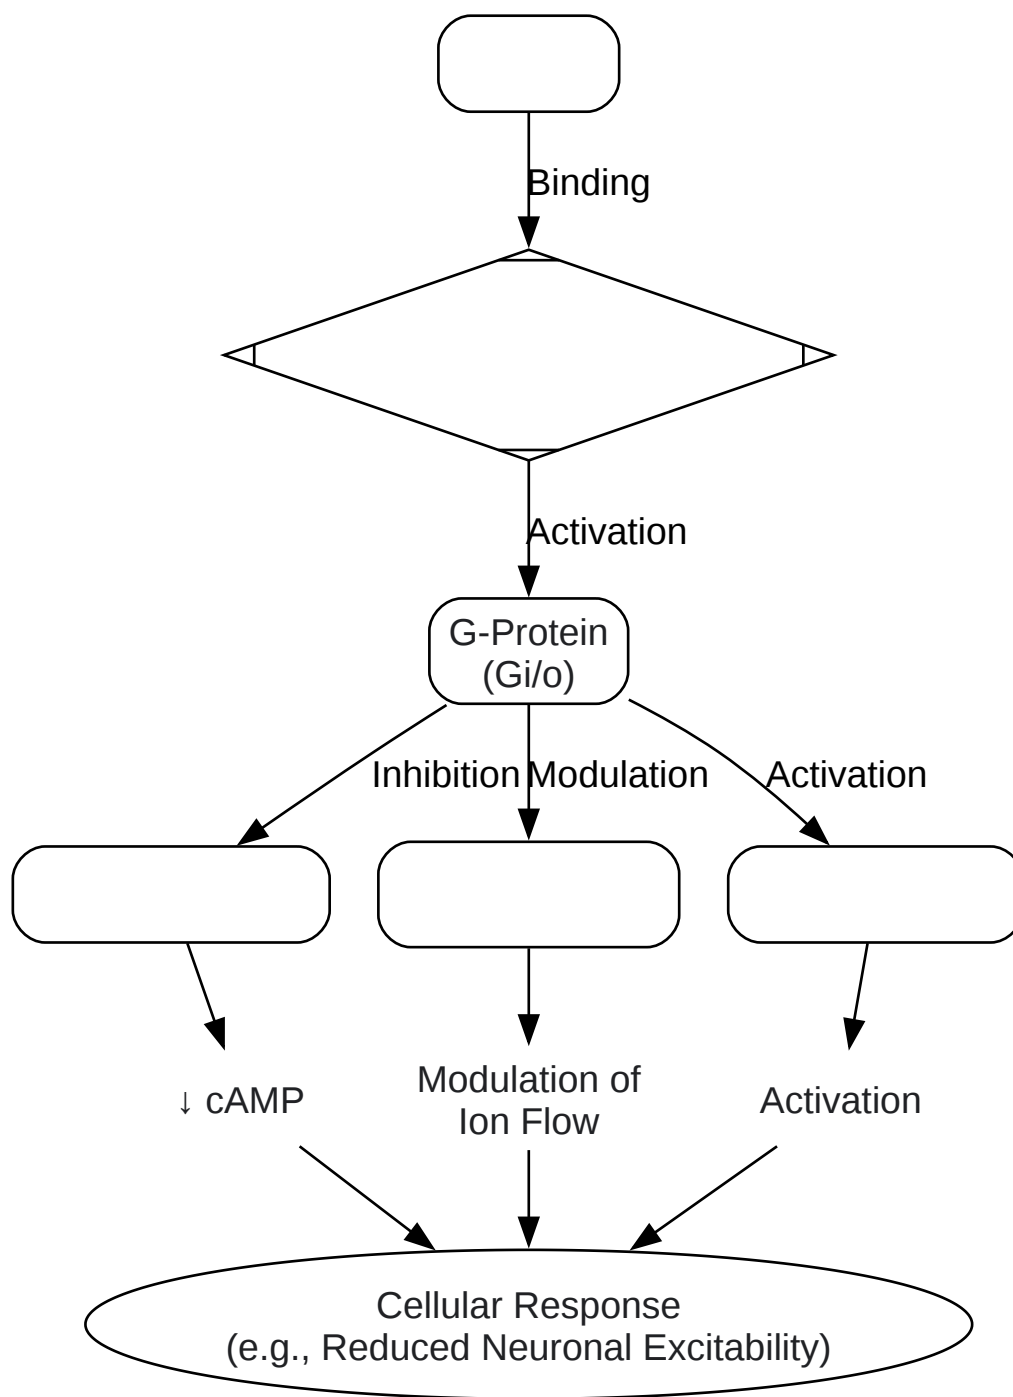 Binding
Activation
G-Protein
(Gi/o)
Inhibition
Modulation
Activation
↓ cAMP
Modulation of
Ion Flow
Activation
Cellular Response
(e.g., Reduced Neuronal Excitability)